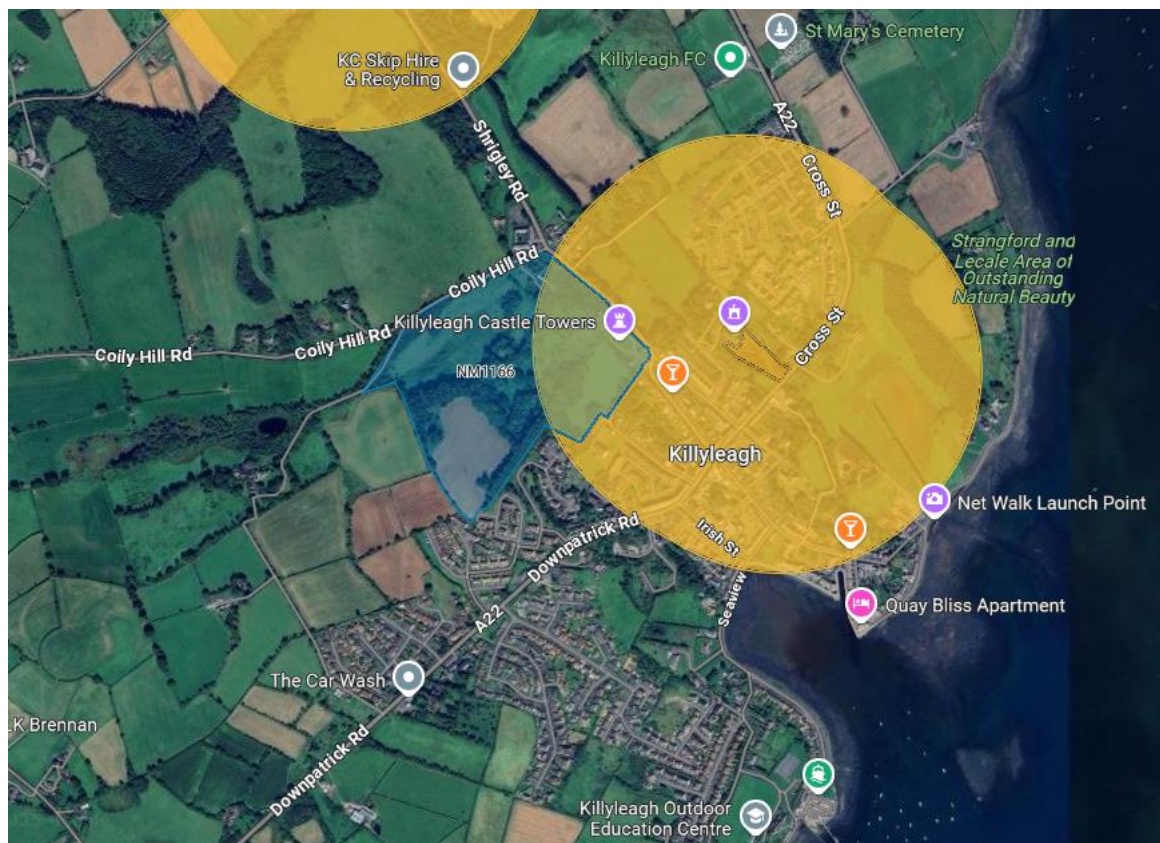 St Mary's Cemetery
Killyleagh FC
KC Skip Hire
& Recycling
A22
Shrigley Rd
Cross St
Strangford and
Lecale Area of
Outstanding
Natural Beauty
Coily Hill Rd
Killyleagh Castle Towers
Coily Hill Rd
Coily Hill Rd
Cross St
NM1166
Killyleagh
Net Walk Launch Point
Downpatrick Rd
Irish St
Seaview
Quay Bliss Apartment
A22
The Car Wash
LK Brennan
Downpatrick Rd
Killyleagh Outdoor
Education Centre